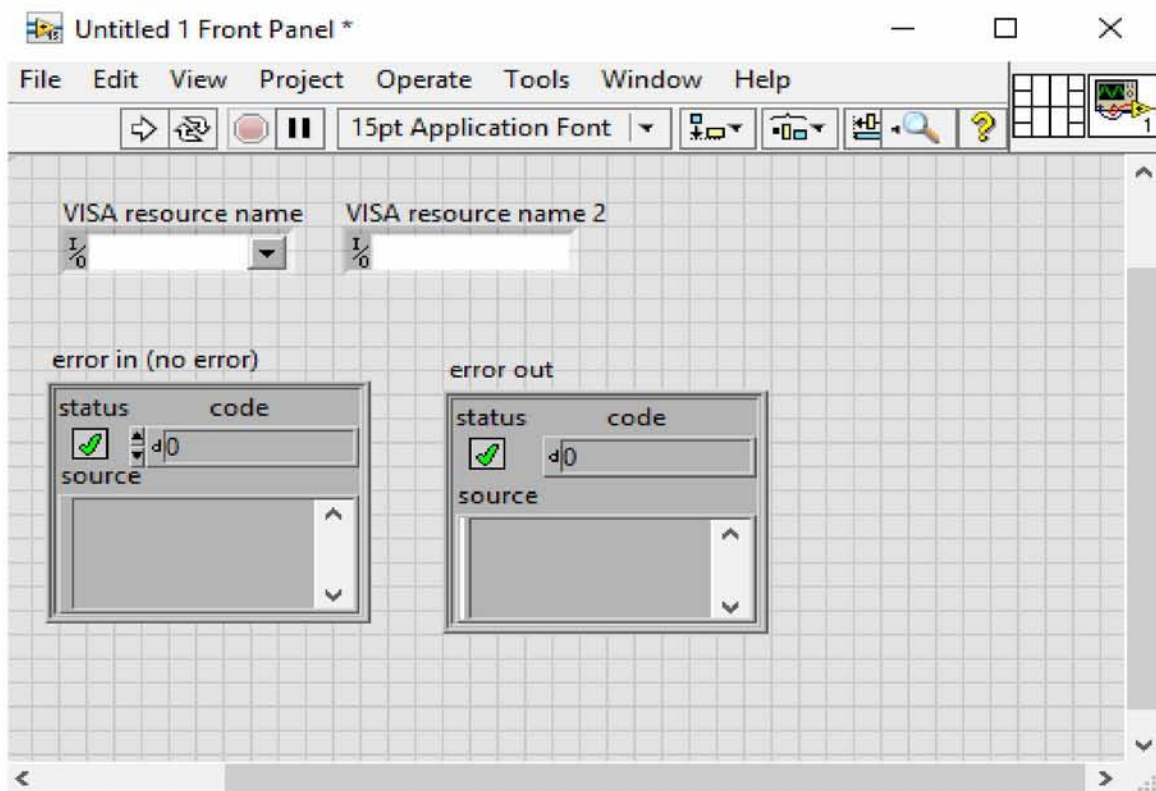 Untitled 1 Front Panel *
File Edit View Project Operate Tools Window Help
15pt Application Font
1
VISA resource name VISA resource name 2
I/O I/O
error in (no error)
error out
status code
d 0
source
status code
d 0
source